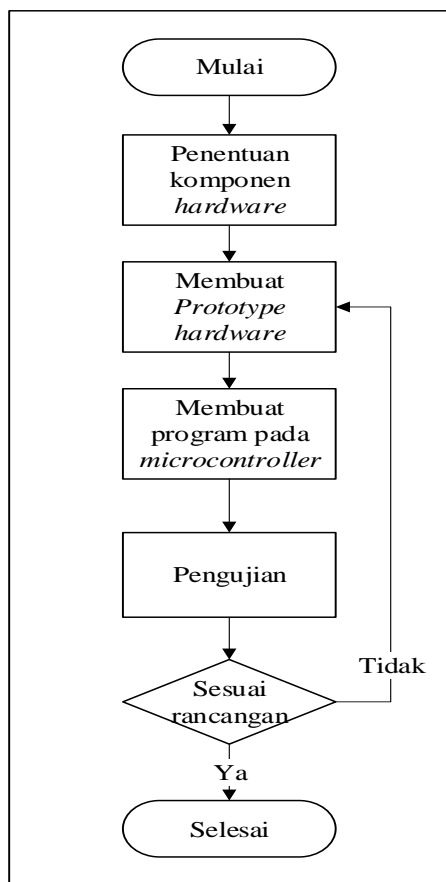 Mulai
Penentuan
komponen
hardware
Membuat
Prototype
hardware
Membuat
program pada
microcontroller
Pengujian
Sesuai
rancangan
Tidak
Ya
Selesai